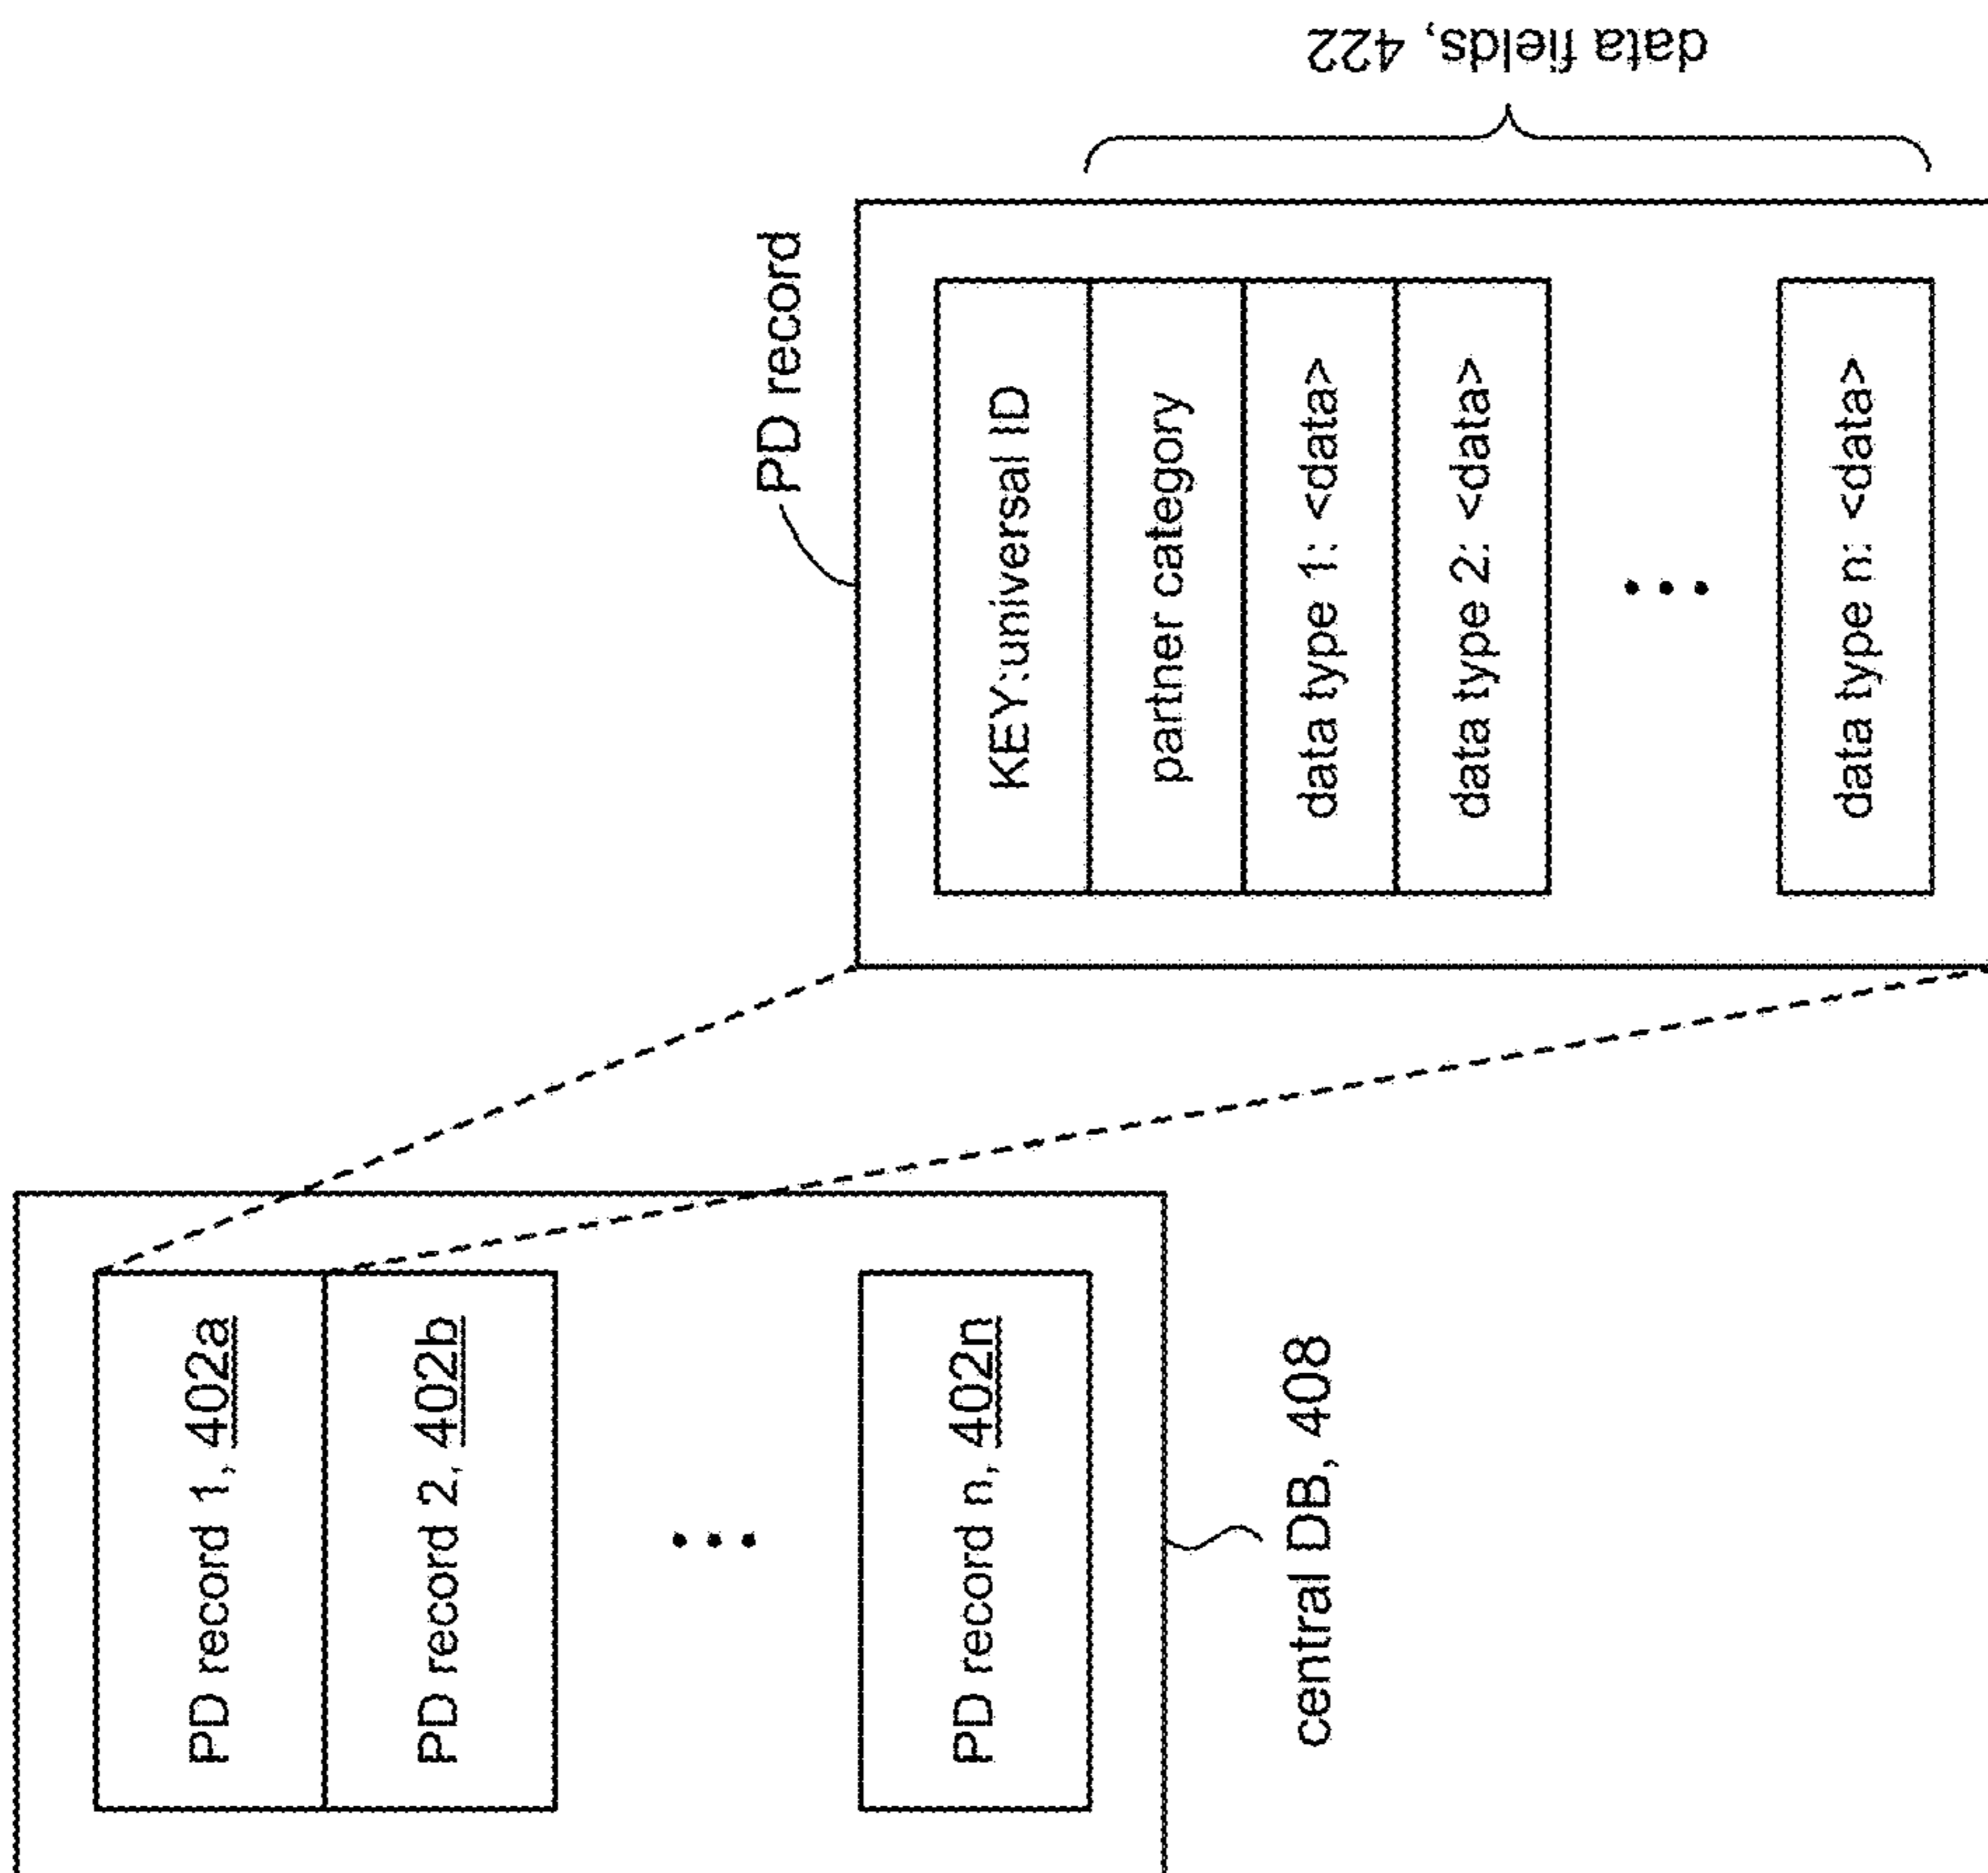 PD record 1, 402a
PD record 2, 402b
PD record n, 402n
central DB, 408
PD record
KEY:universal ID
partner category
data type 1: <data>
data type 2: <data>
data type n: <data>
data fields, 422